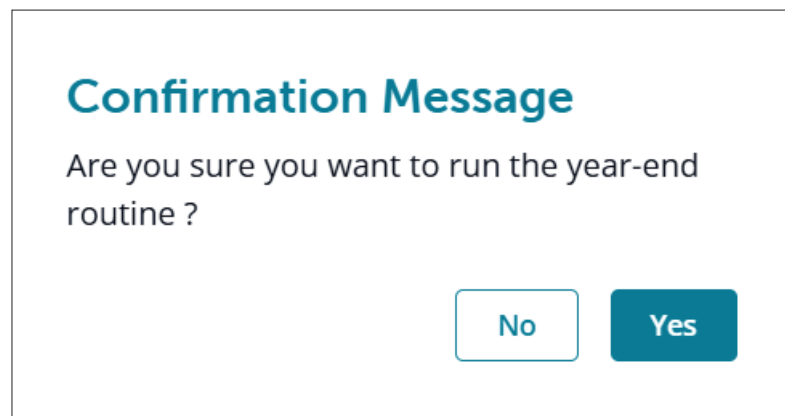 Confirmation Message
Are you sure you want to run the year-end
routine ?
No
Yes